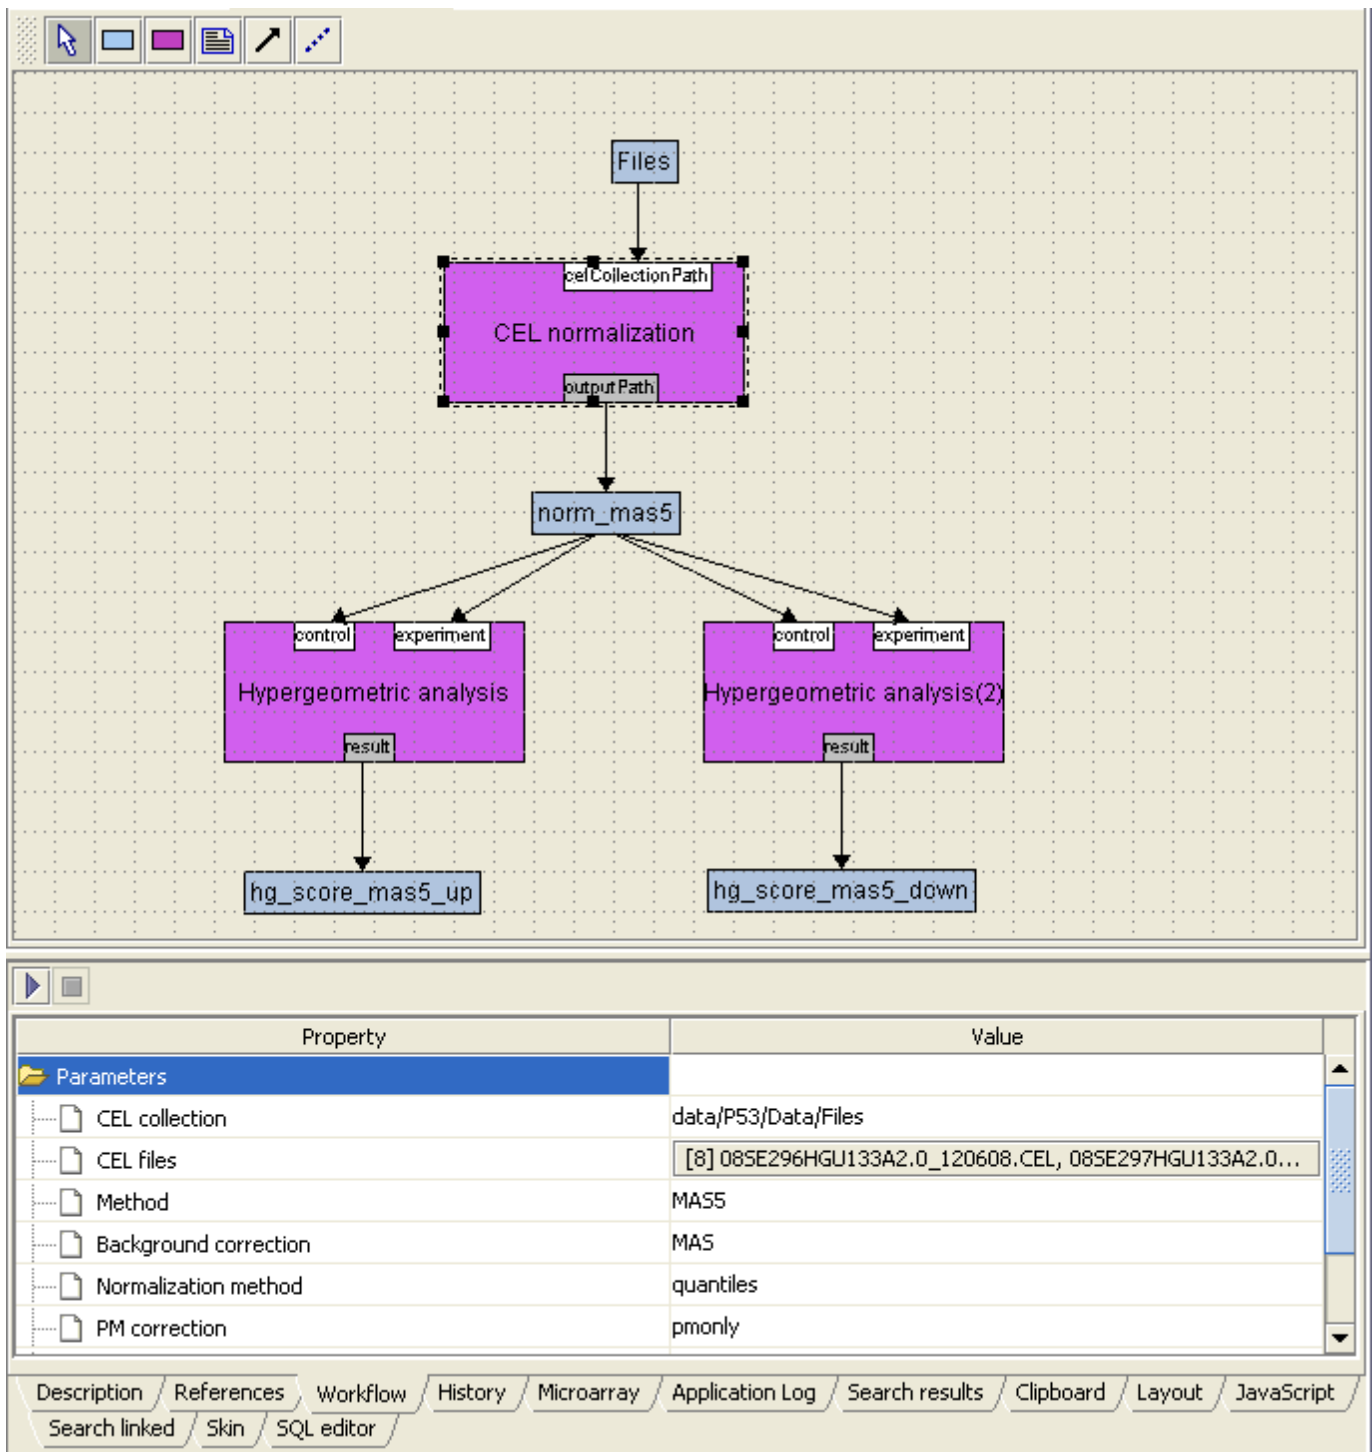 Files
celCollectionPath
CEL normalization
outputPath
norm_mas5
control experiment control experiment
Hypergeometric analysis Hypergeometric analysis(2)
result result
hg_score_mas5_up hg_score_mas5_down
Property Value
Parameters
CEL collection data/P53/Data/Files
CEL files [8] 08SE296HGU133A2.0_120608.CEL, 08SE297HGU133A2.0...
Method MAS5
Background correction MAS
Normalization method quantiles
PM correction pmonly
Description References Workflow History Microarray Application Log Search results Clipboard Layout JavaScript
Search linked Skin SQL editor